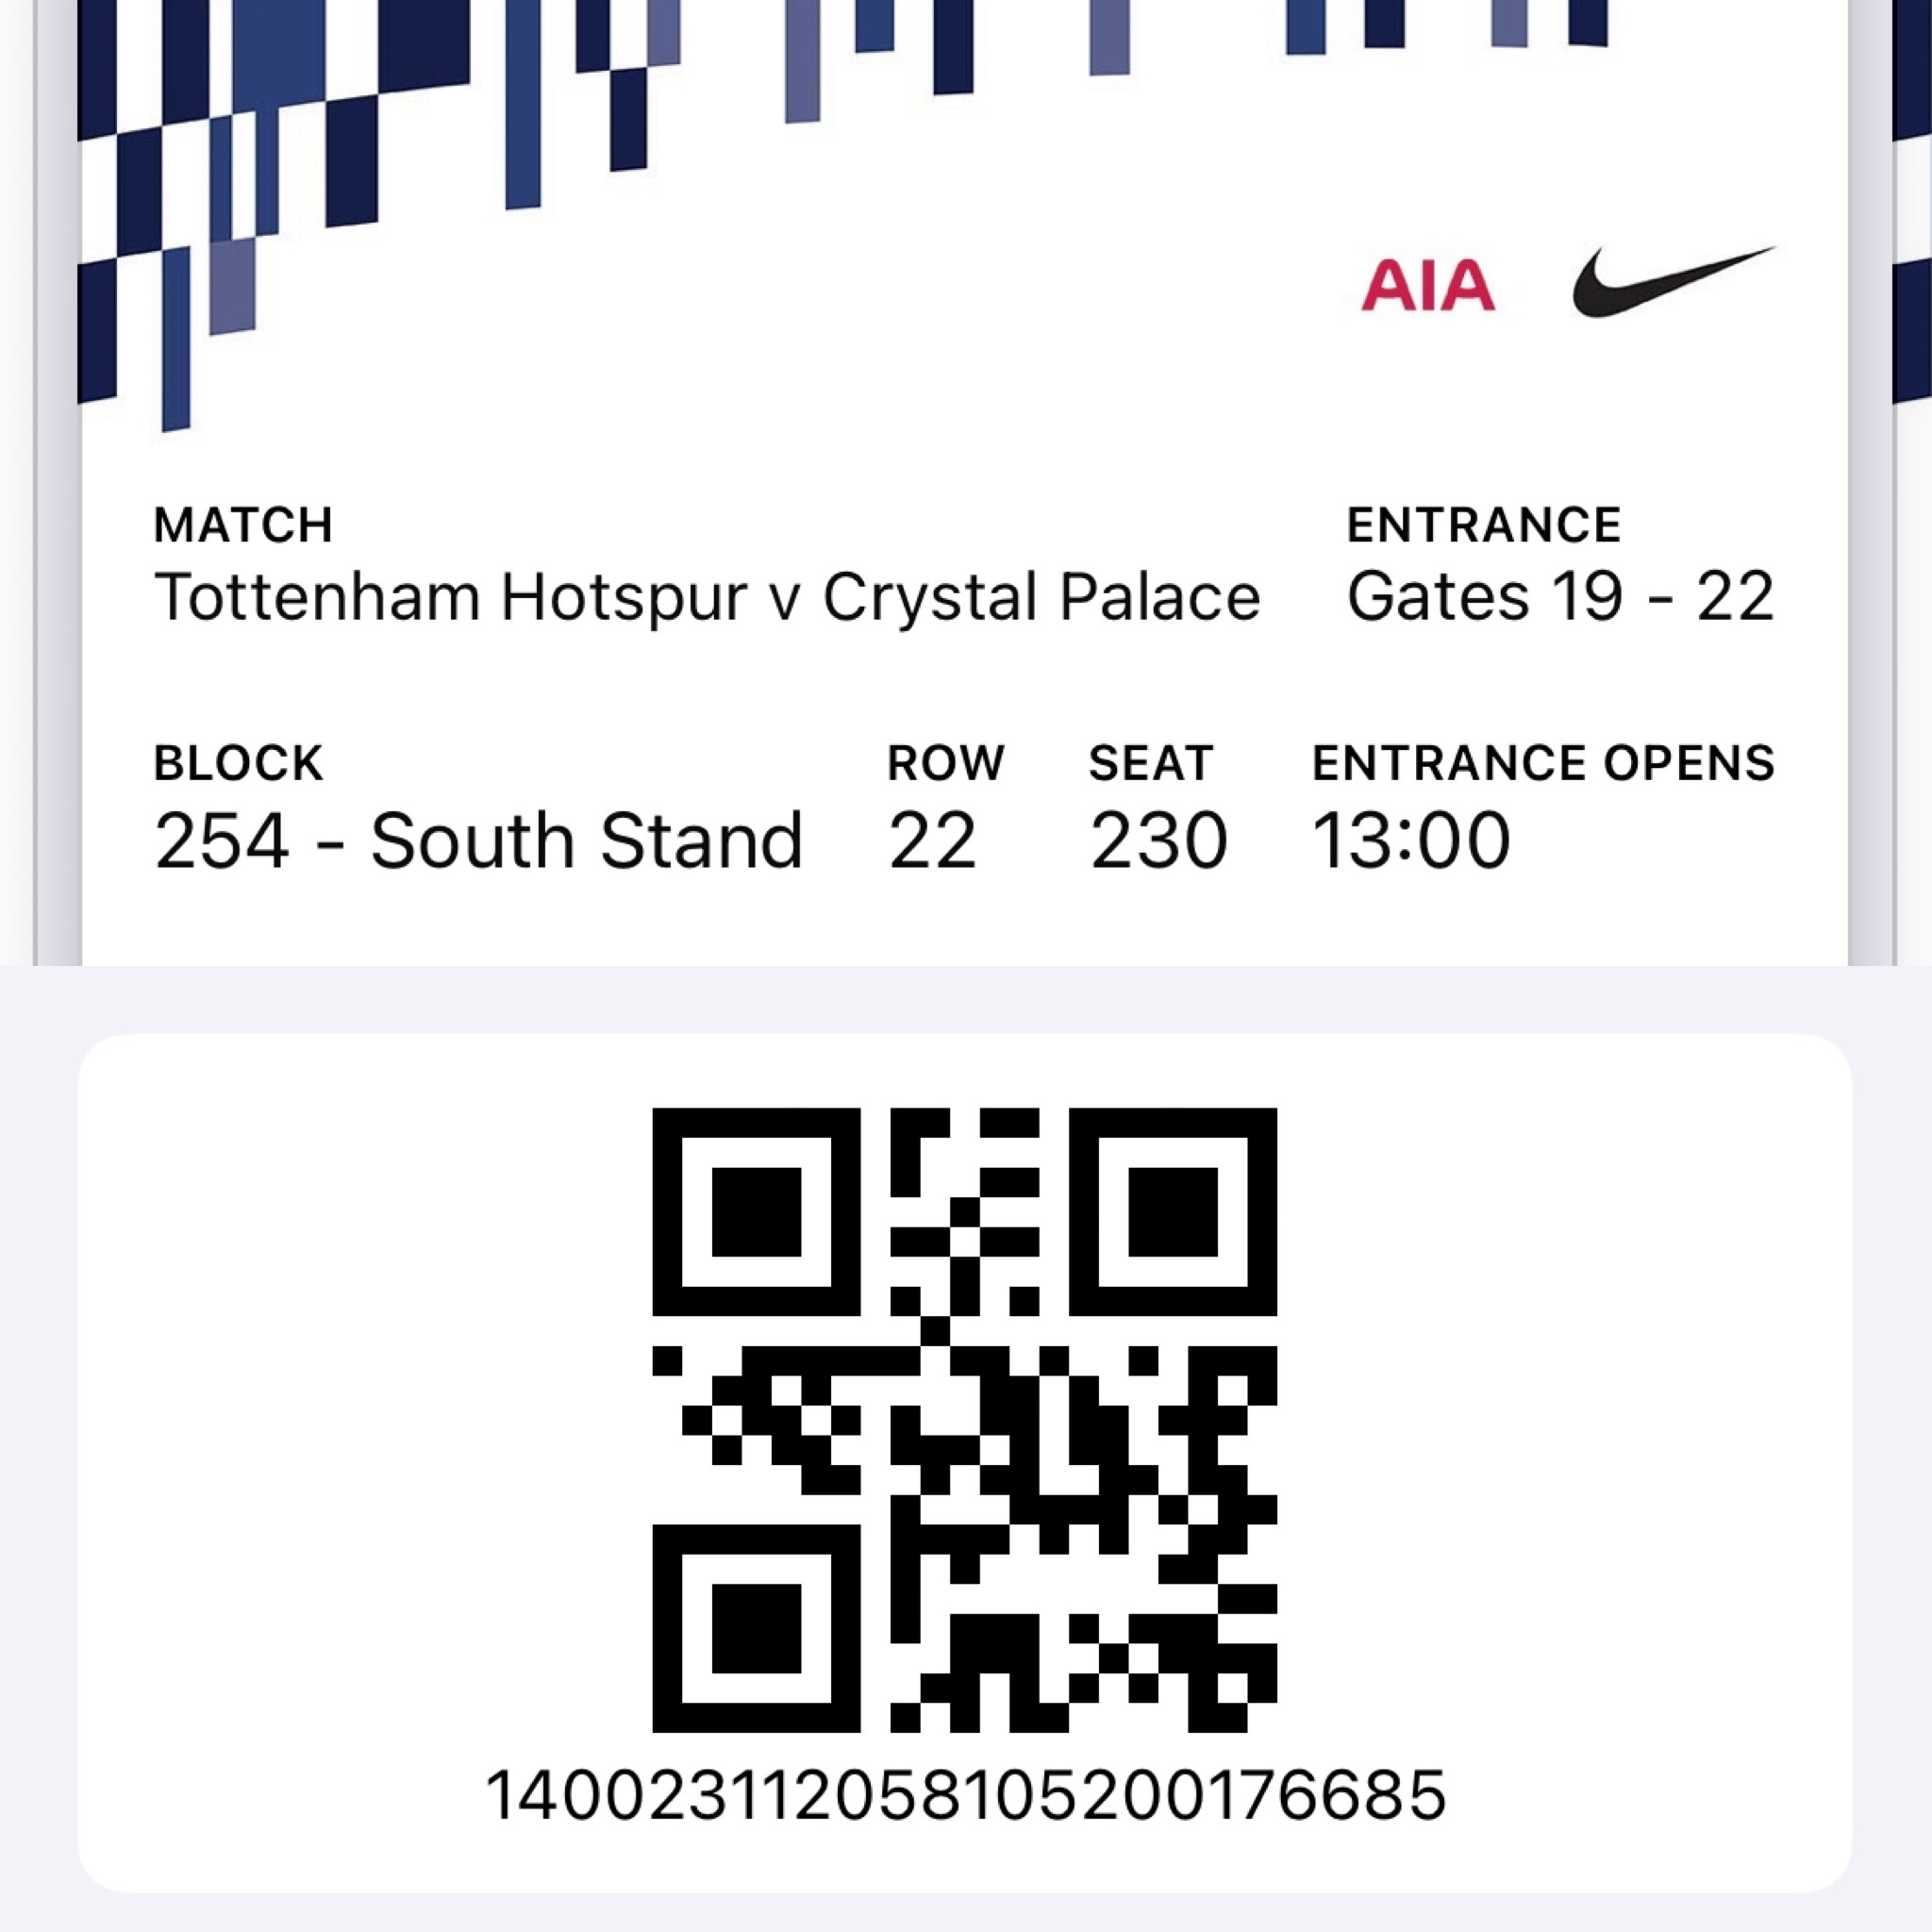 AIA
MATCH ENTRANCE
Tottenham Hotspur v Crystal Palace Gates 19 - 22
BLOCK ROW SEAT ENTRANCE OPENS
254 - South Stand 22 230 13:00
140023112058105200176685